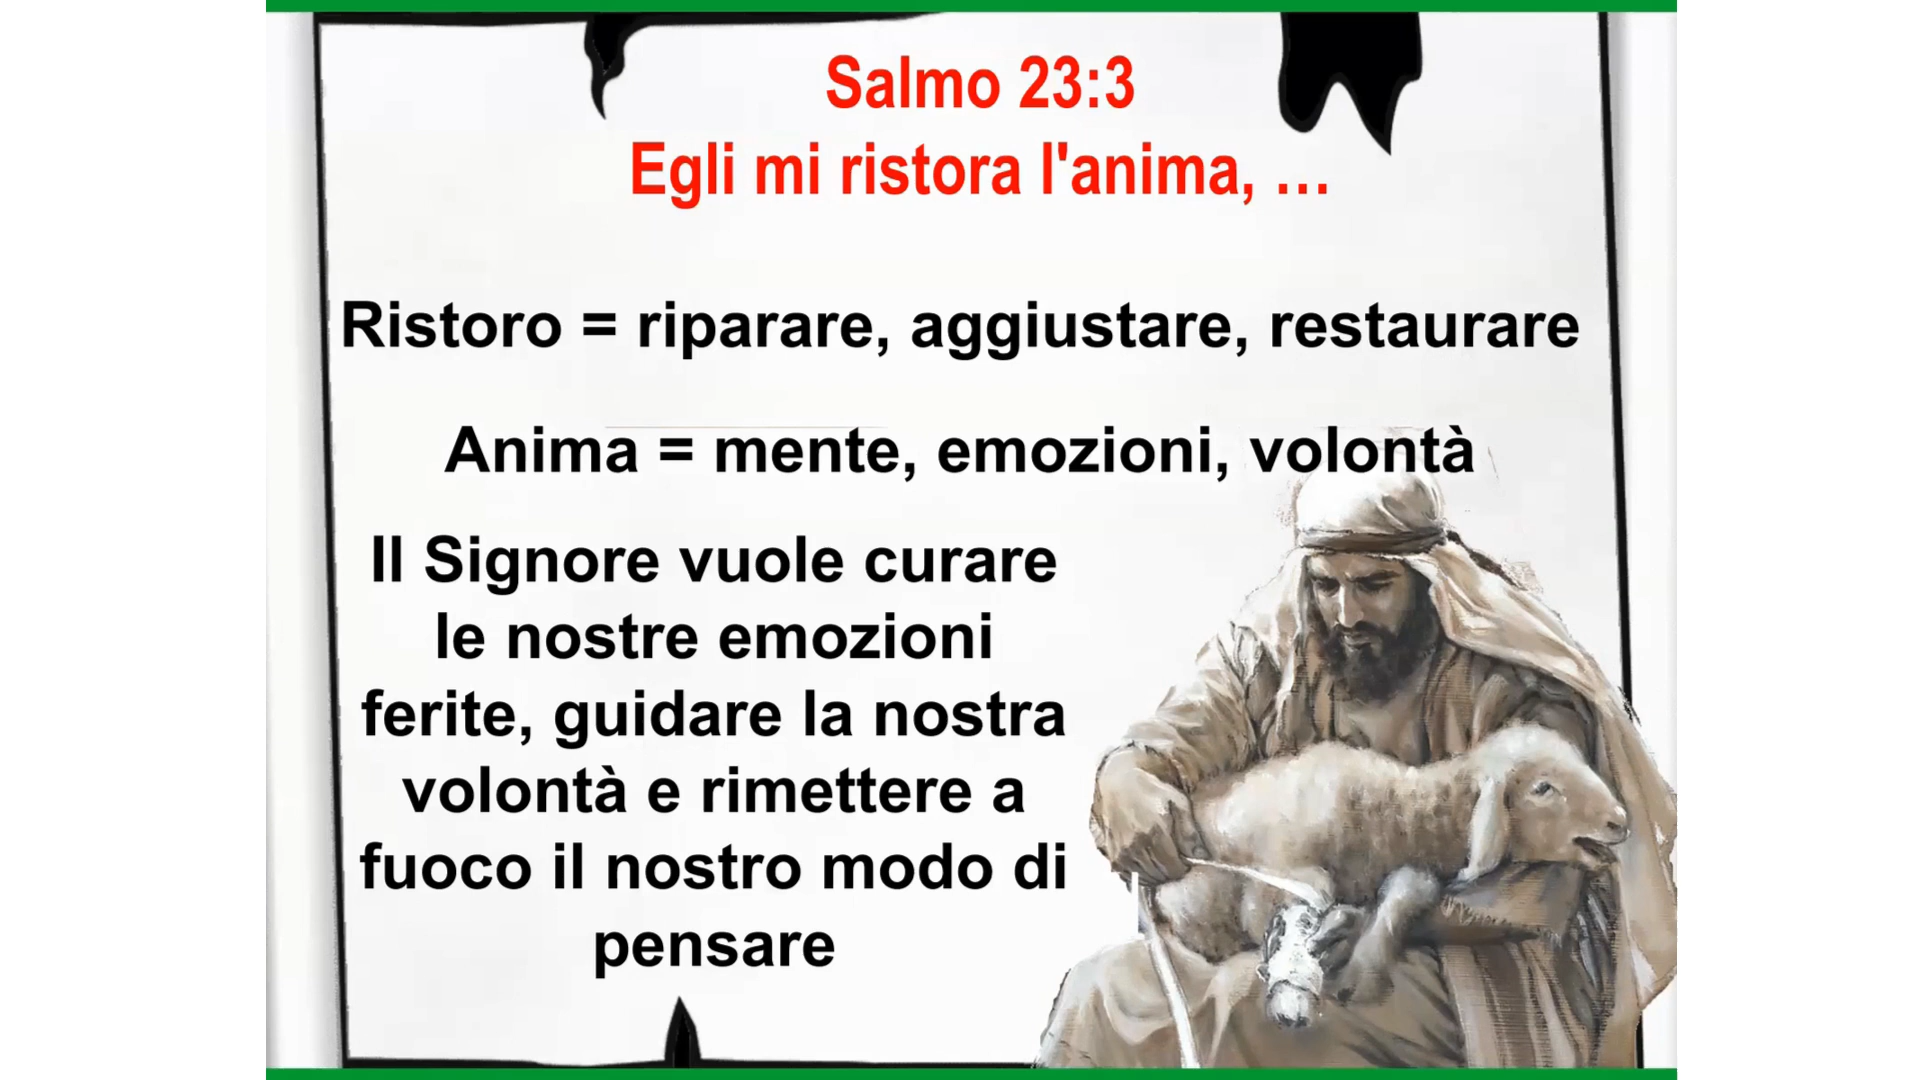 Salmo 23:3
Egli mi ristora l'anima, …
Ristoro = riparare, aggiustare, restaurare
Anima = mente, emozioni, volontà
Il Signore vuole curare
le nostre emozioni
ferite, guidare la nostra
volontà e rimettere a
fuoco il nostro modo di
pensare